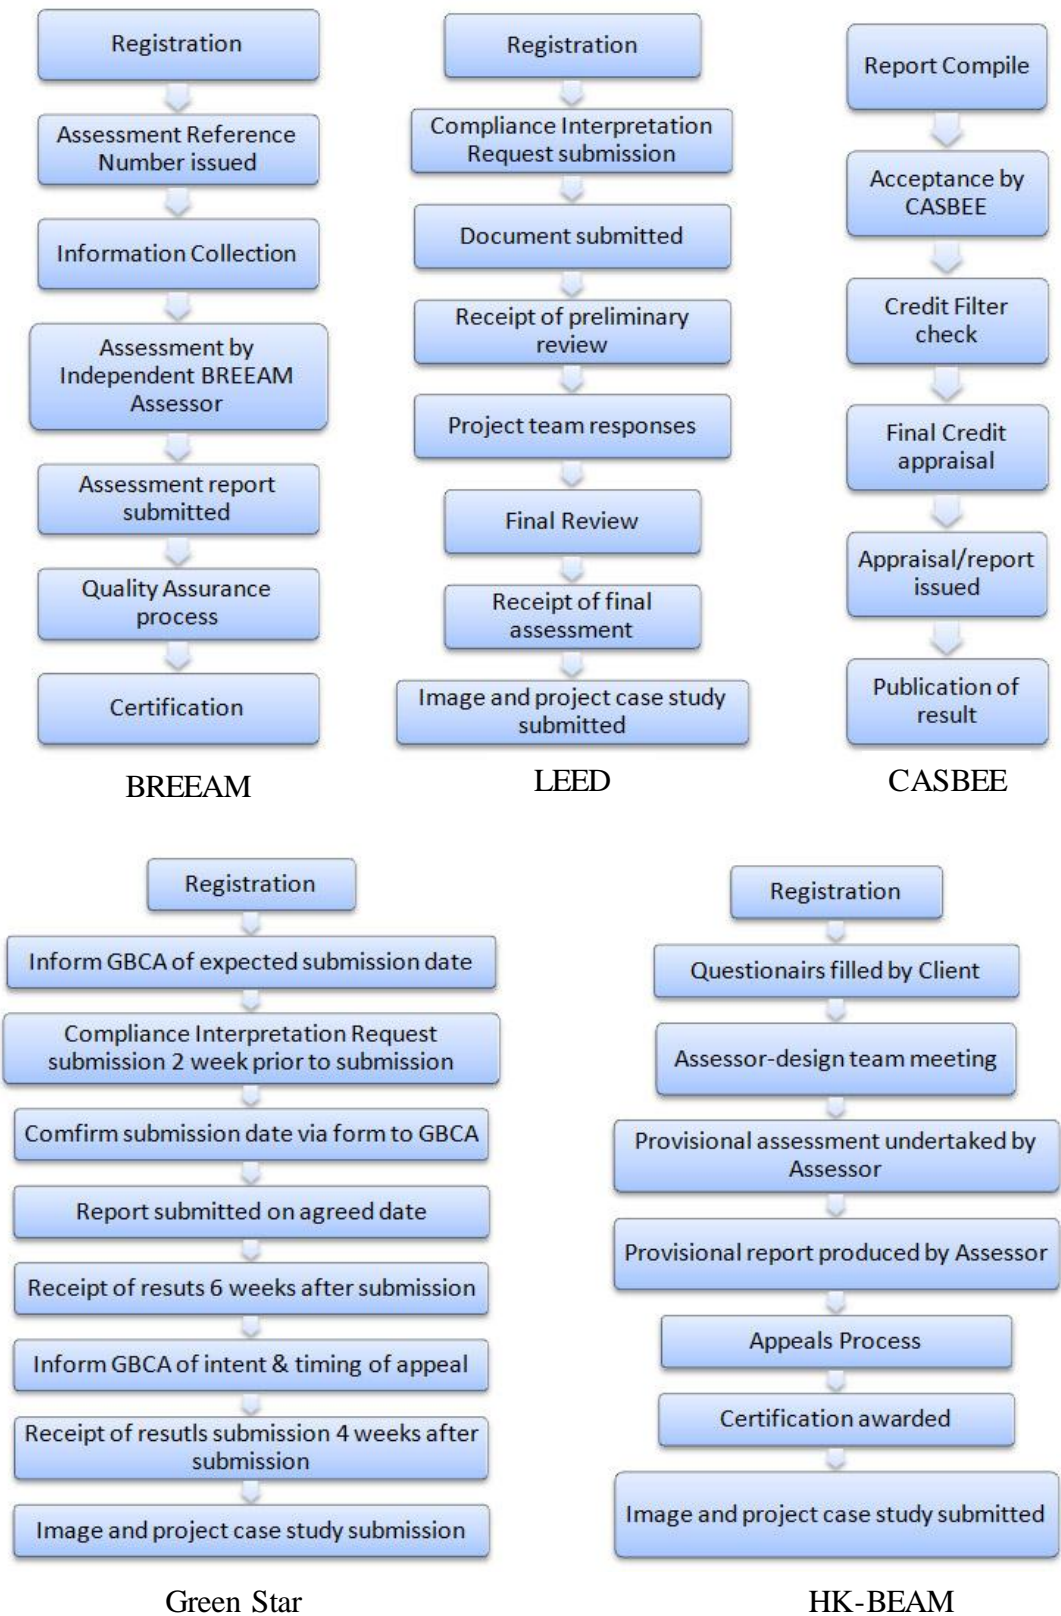 Registration
Assessment Reference
Number issued
Information Collection
Assessment by
Independent BREEAM
Assessor
Assessment report
submitted
Quality Assurance
process
Certification
BREEAM
Registration
Compliance Interpretation
Request submission
Document submitted
Receipt of preliminary
review
Project team responses
Final Review
Receipt of final
assessment
Image and project case study
submitted
LEED
Report Compile
Acceptance by
CASBEE
Credit Filter
check
Final Credit
appraisal
Appraisal/report
issued
Publication of
result
CASBEE
Registration
Inform GBCA of expected submission date
Compliance Interpretation Request
submission 2 week prior to submission
Comfirm submission date via form to GBCA
Report submitted on agreed date
Receipt of resuts 6 weeks after submission
Inform GBCA of intent & timing of appeal
Receipt of resutls submission 4 weeks after
submission
Image and project case study submission
Green Star
Registration
Questionairs filled by Client
Assessor-design team meeting
Provisional assessment undertaked by
Assessor
Provisional report produced by Assessor
Appeals Process
Certification awarded
Image and project case study submitted
HK-BEAM